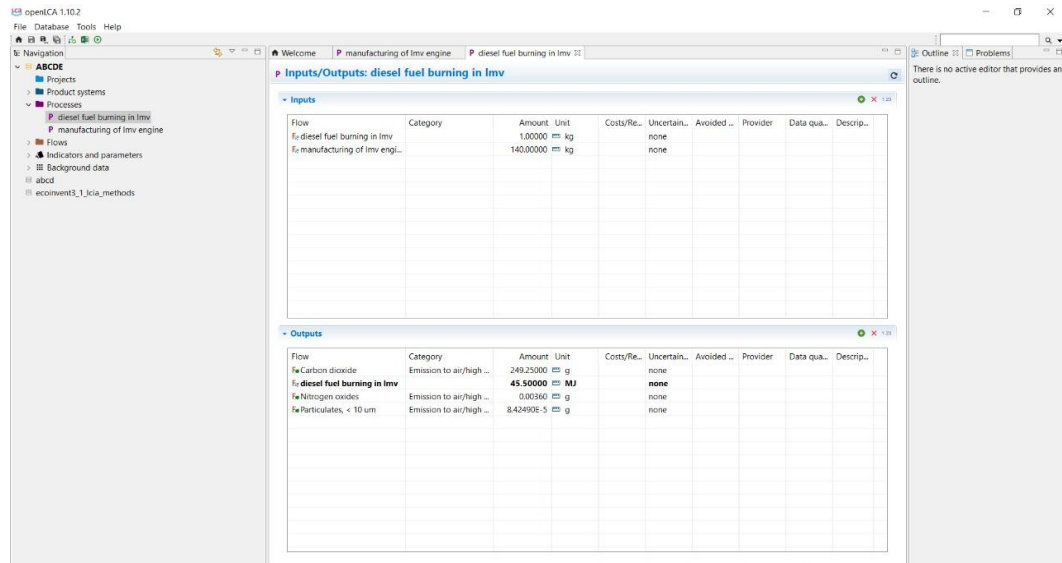 openLCA 1.10.2
File Database Tools Help
Navigation
Welcome P manufacturing of lmv engine P diesel fuel burning in lmv
Outline Problems
ABCDE
Projects
Product systems
Processes
P diesel fuel burning in lmv
P manufacturing of lmv engine
Flows
Indicators and parameters
Background data
abcd
ecoinvent3_1_lcia_methods
P Inputs/Outputs: diesel fuel burning in lmv
Inputs
Flow Category Amount Unit Costs/Re... Uncertain... Avoided ... Provider Data qua... Descrip...
diesel fuel burning in lmv 1.00000 kg none
manufacturing of lmv engi... 140.00000 kg none
Outputs
Flow Category Amount Unit Costs/Re... Uncertain... Avoided ... Provider Data qua... Descrip...
Carbon dioxide Emission to air/high ... 249.25000 g none
diesel fuel burning in lmv 45.50000 MJ none
Nitrogen oxides Emission to air/high ... 0.00360 g none
Particulates, < 10 um Emission to air/high ... 8.42490E-5 g none
There is no active editor that provides an
outline.